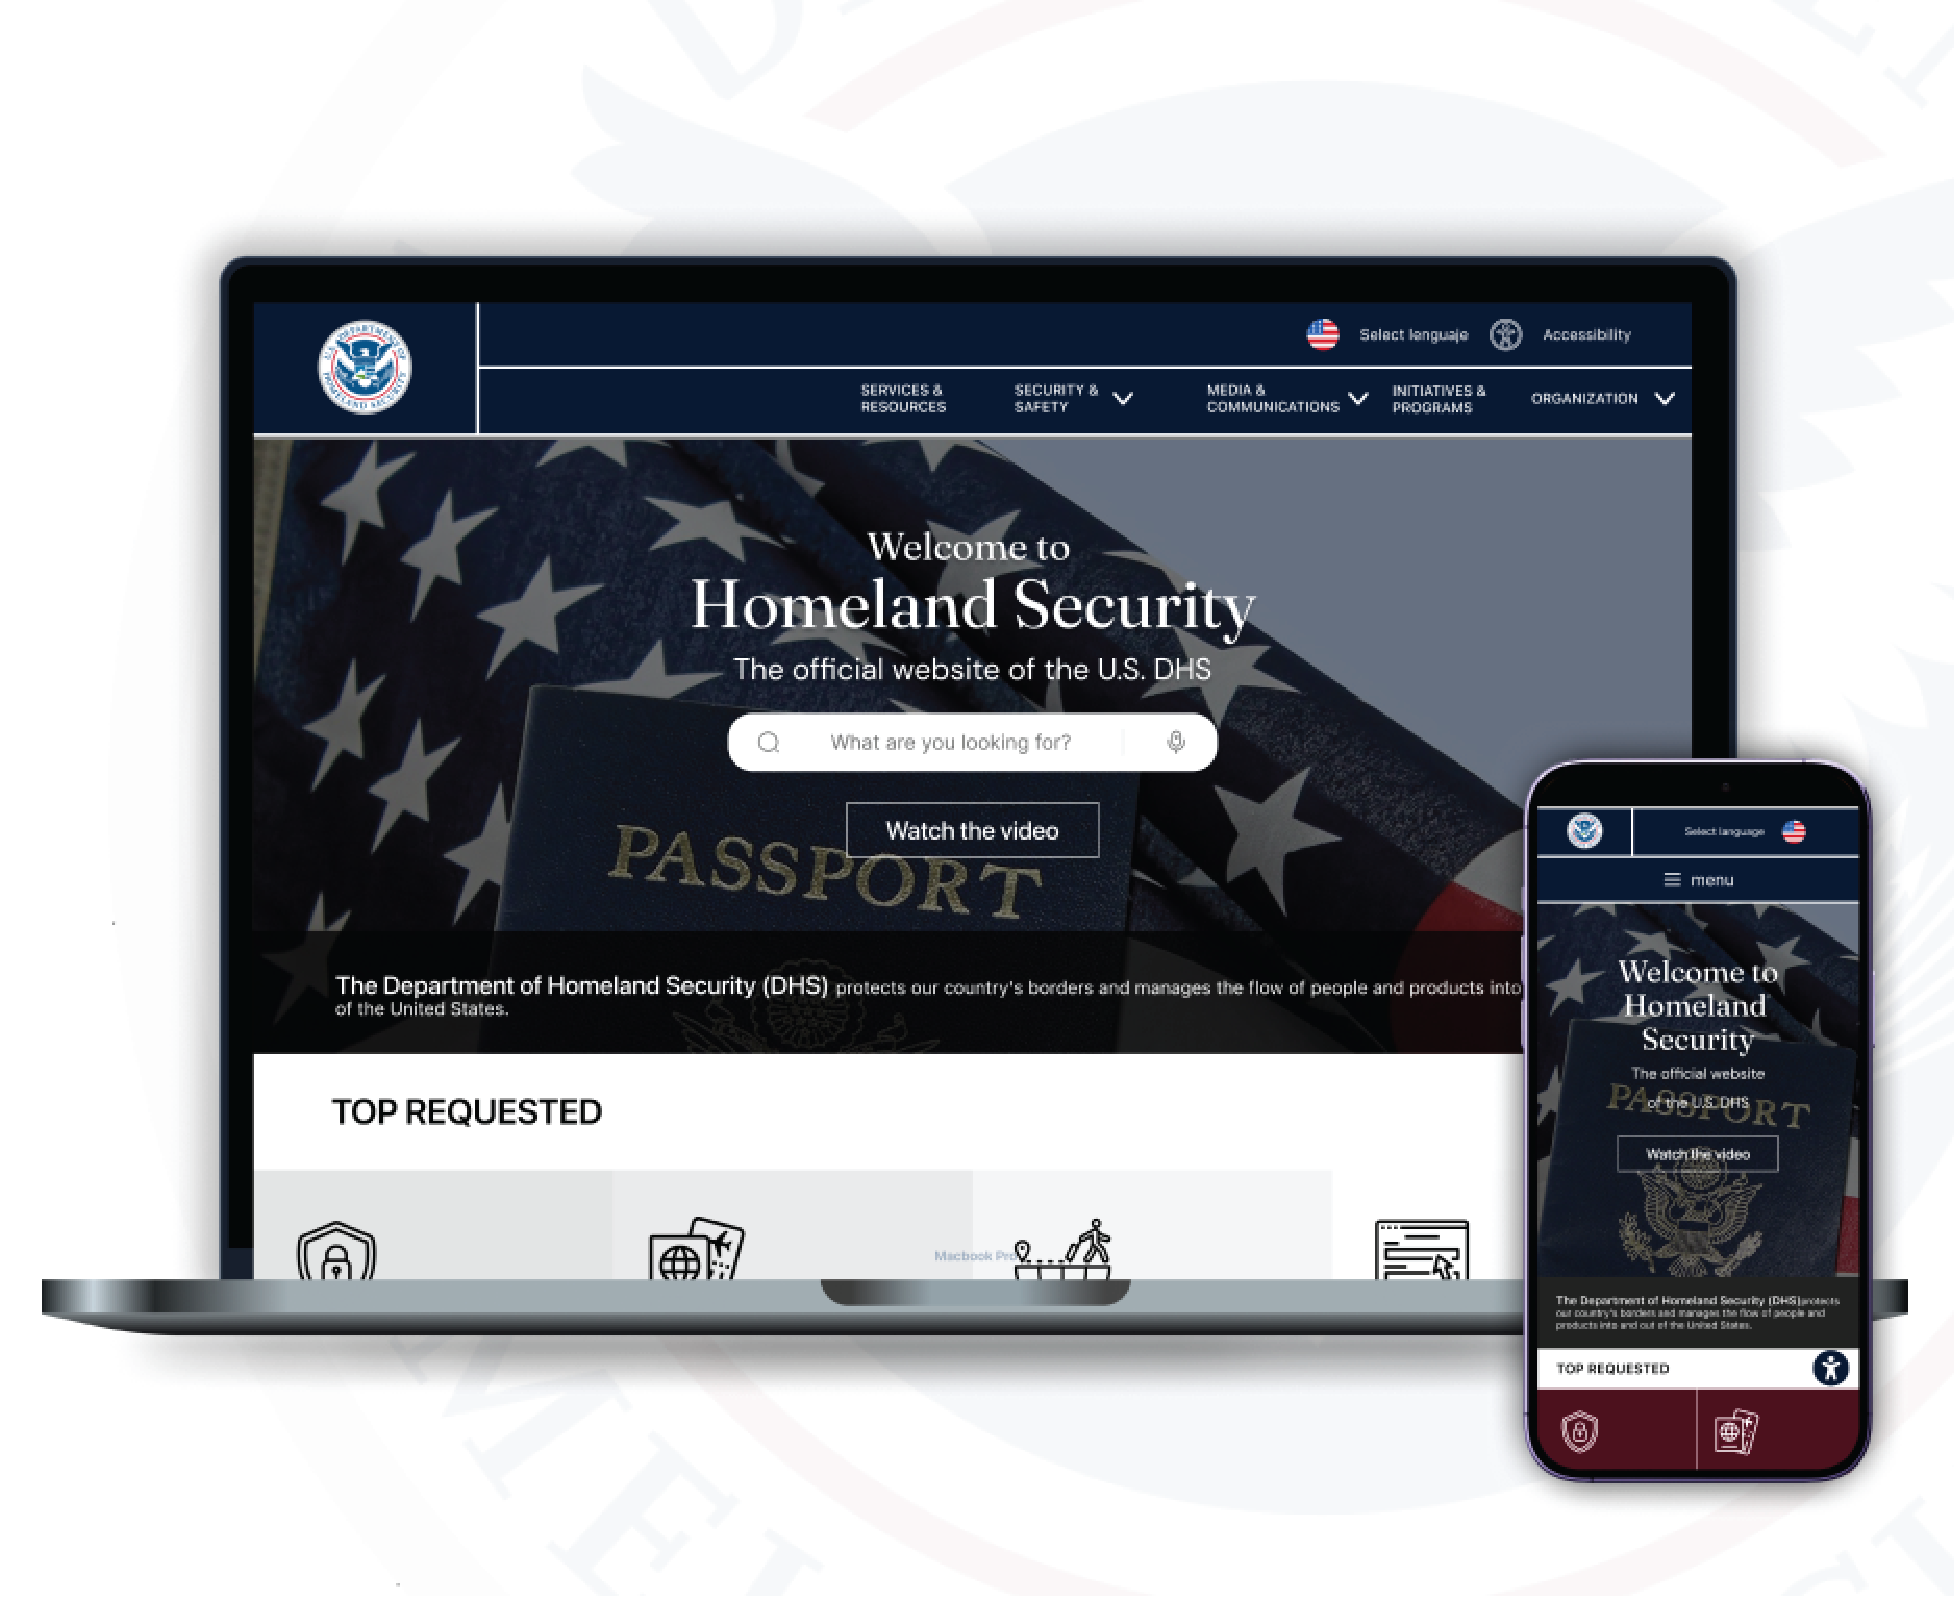 U.S. DEPARTMENT OF
HOMELAND SECURITY
Select lenguaje
Accessibility
SERVICES &
RESOURCES
SECURITY &
SAFETY
MEDIA &
COMMUNICATIONS
INITIATIVES &
PROGRAMS
ORGANIZATION
Welcome to
Homeland Security
The official website of the U.S. DHS
What are you looking for?
Watch the video
PASSPORT
The Department of Homeland Security (DHS) protects our country's borders and manages the flow of people and products into
of the United States.
TOP REQUESTED
Macbook Pro
Select language
menu
Welcome to
Homeland
Security
The official website
of the U.S. DHS
PASSPORT
Watch the video
The Department of Homeland Security (DHS)protects
our country's borders and manages the flow of people and
products into and out of the United States.
TOP REQUESTED